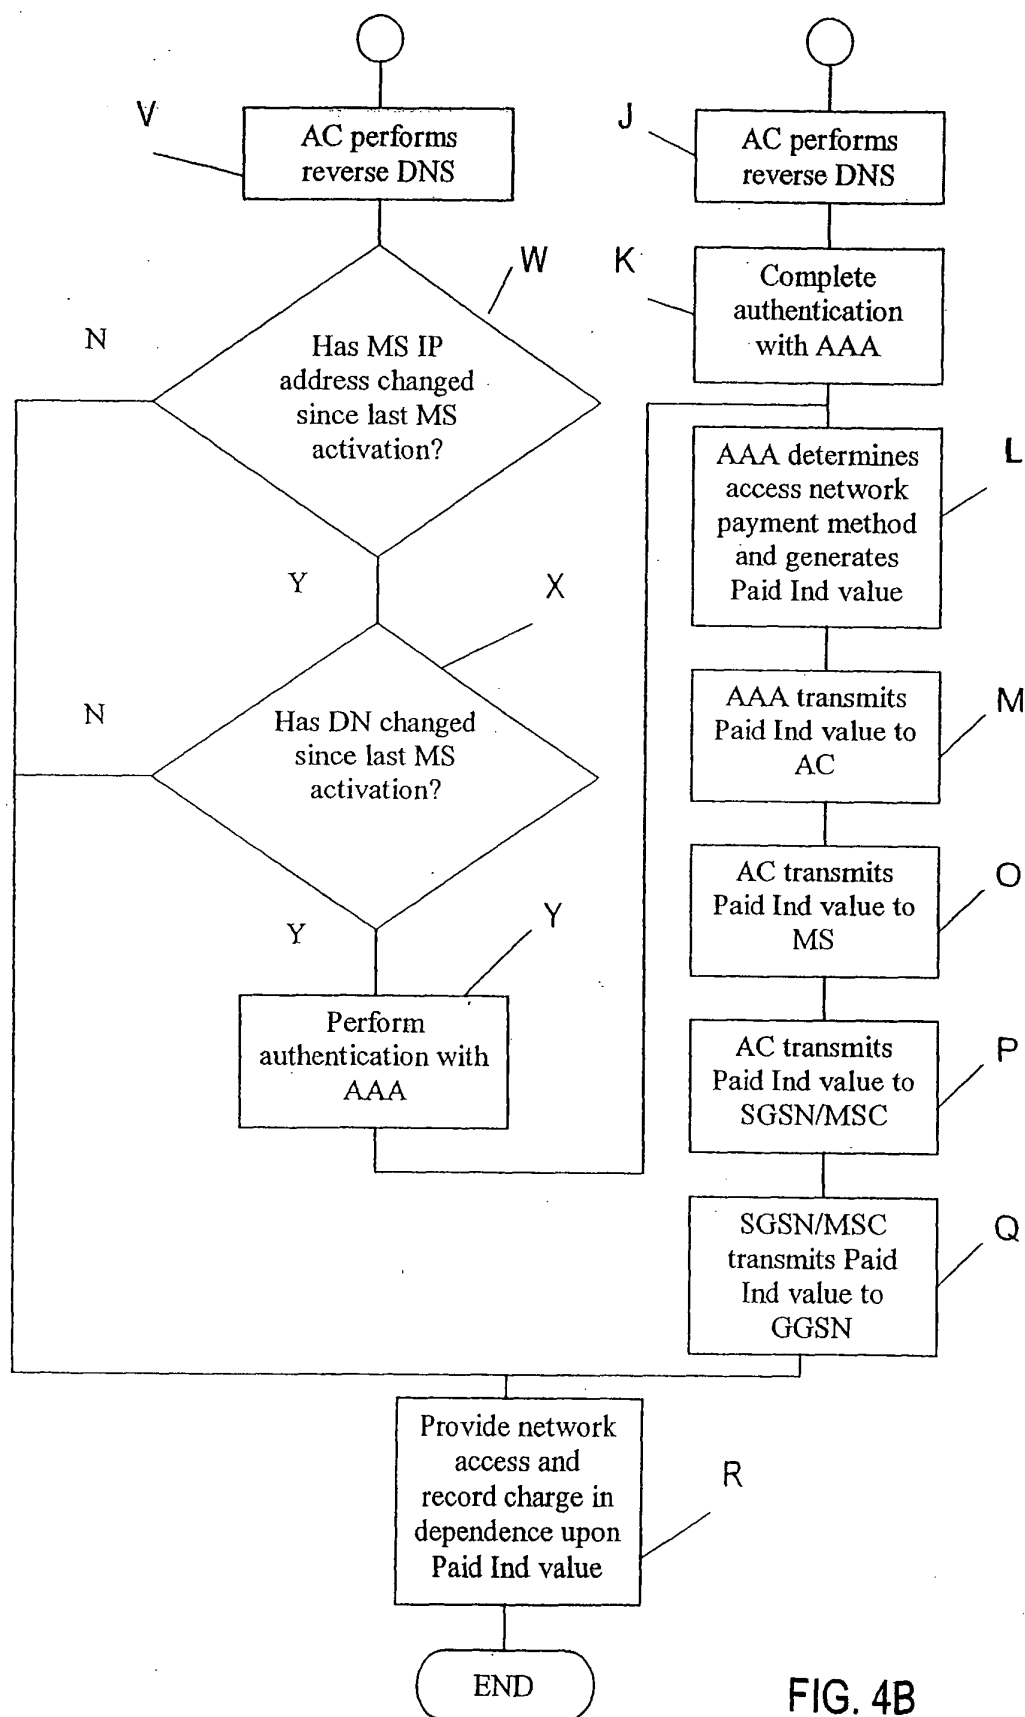 V
AC performs
reverse DNS
W
N
Has MS IP
address changed
since last MS
activation?
Y
X
N
Has DN changed
since last MS
activation?
Y
Y
Perform
authentication with
AAA
J
AC performs
reverse DNS
K
Complete
authentication
with AAA
L
AAA determines
access network
payment method
and generates
Paid Ind value
M
AAA transmits
Paid Ind value to
AC
O
AC transmits
Paid Ind value to
MS
P
AC transmits
Paid Ind value to
SGSN/MSC
Q
SGSN/MSC
transmits Paid
Ind value to
GGSN
R
Provide network
access and
record charge in
dependence upon
Paid Ind value
END
FIG. 4B